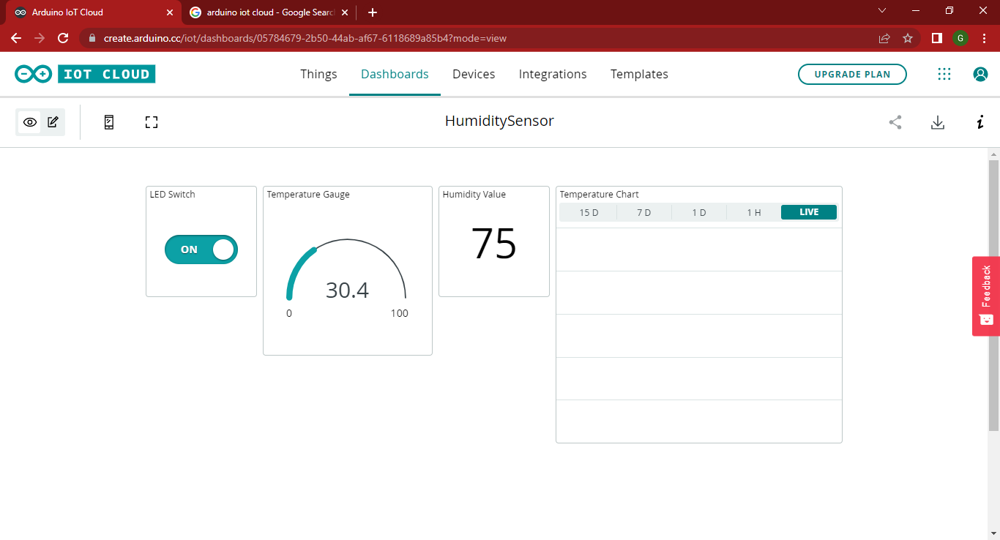 Arduino IoT Cloud
arduino iot cloud - Google Searc
create.arduino.cc/iot/dashboards/05784679-2b50-44ab-af67-6118689a85b4?mode=view
G
IOT CLOUD
Things
Dashboards
Devices
Integrations
Templates
UPGRADE PLAN
HumiditySensor
LED Switch
ON
Temperature Gauge
30.4
0
100
Humidity Value
75
Temperature Chart
15 D
7 D
1 D
1 H
LIVE
Feedback